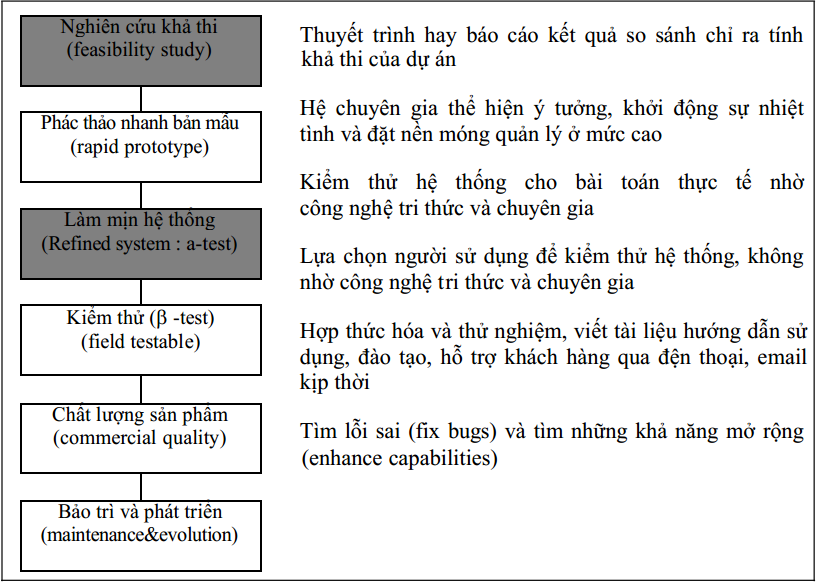 Nghiên cứu khả thi
(feasibility study)
Thuyết trình hay báo cáo kết quả so sánh chỉ ra tính
khả thi của dự án
Phác thảo nhanh bản mẫu
(rapid prototype)
Hệ chuyên gia thể hiện ý tưởng, khởi động sự nhiệt
tình và đặt nền móng quản lý ở mức cao
Làm mịn hệ thống
(Refined system : a-test)
Kiểm thử hệ thống cho bài toán thực tế nhờ
công nghệ tri thức và chuyên gia
Kiểm thử (β -test)
(field testable)
Lựa chọn người sử dụng để kiểm thử hệ thống, không
nhờ công nghệ tri thức và chuyên gia
Chất lượng sản phẩm
(commercial quality)
Hợp thức hóa và thử nghiệm, viết tài liệu hướng dẫn sử
dụng, đào tạo, hỗ trợ khách hàng qua đện thoại, email
kịp thời
Bảo trì và phát triển
(maintenance&evolution)
Tìm lỗi sai (fix bugs) và tìm những khả năng mở rộng
(enhance capabilities)